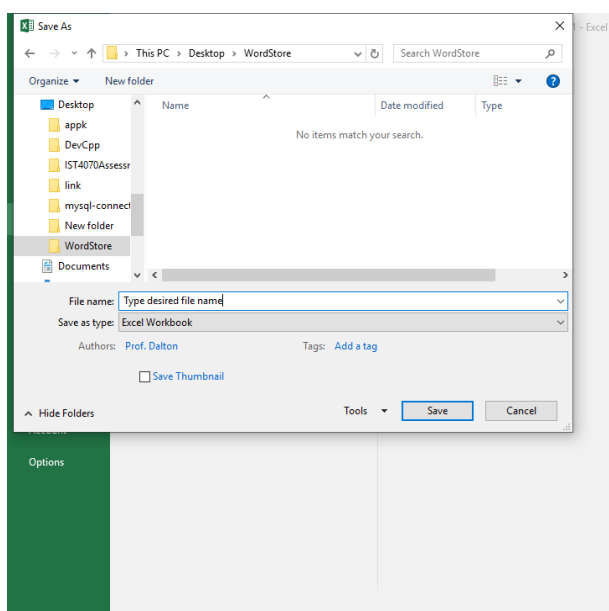 Save As
1 - Excel
This PC > Desktop > WordStore
Search WordStore
Organize
New folder
Name
Date modified
Type
No items match your search.
Desktop
appk
DevCpp
IST4070Assessr
link
mysql-connect
New folder
WordStore
Documents
File name: Type desired file name
Save as type: Excel Workbook
Authors: Prof. Dalton
Tags: Add a tag
Save Thumbnail
Hide Folders
Tools
Save
Cancel
Options